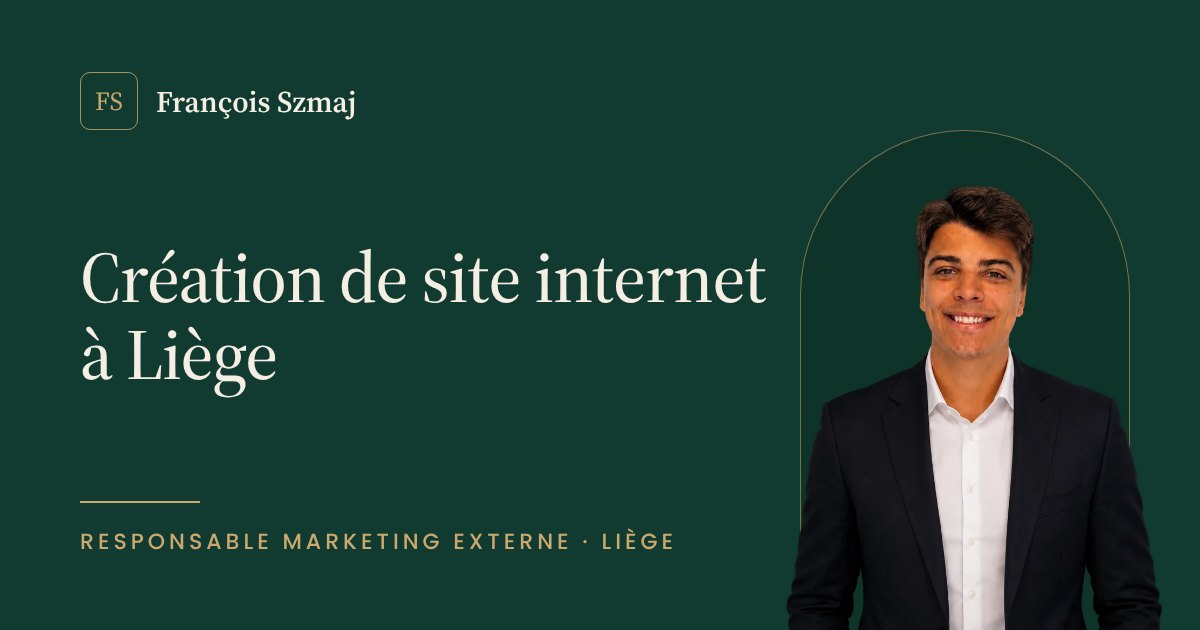 FS
François Szmaj
Création de site internet
à Liège
RESPONSABLE MARKETING EXTERNE · LIÈGE